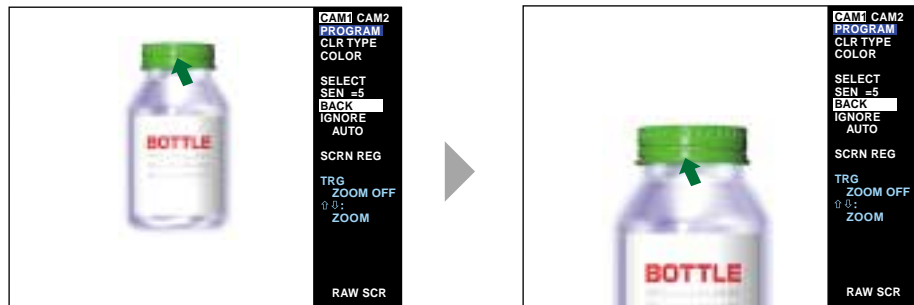 CAM1 CAM2
PROGRAM
CLR TYPE
COLOR
SELECT
SEN =5
BACK
IGNORE
AUTO
SCRN REG
TRG
ZOOM OFF
⇧⇩:
ZOOM
RAW SCR
BOTTLE
CAM1 CAM2
PROGRAM
CLR TYPE
COLOR
SELECT
SEN =5
BACK
IGNORE
AUTO
SCRN REG
TRG
ZOOM OFF
⇧⇩:
ZOOM
RAW SCR
BOTTLE